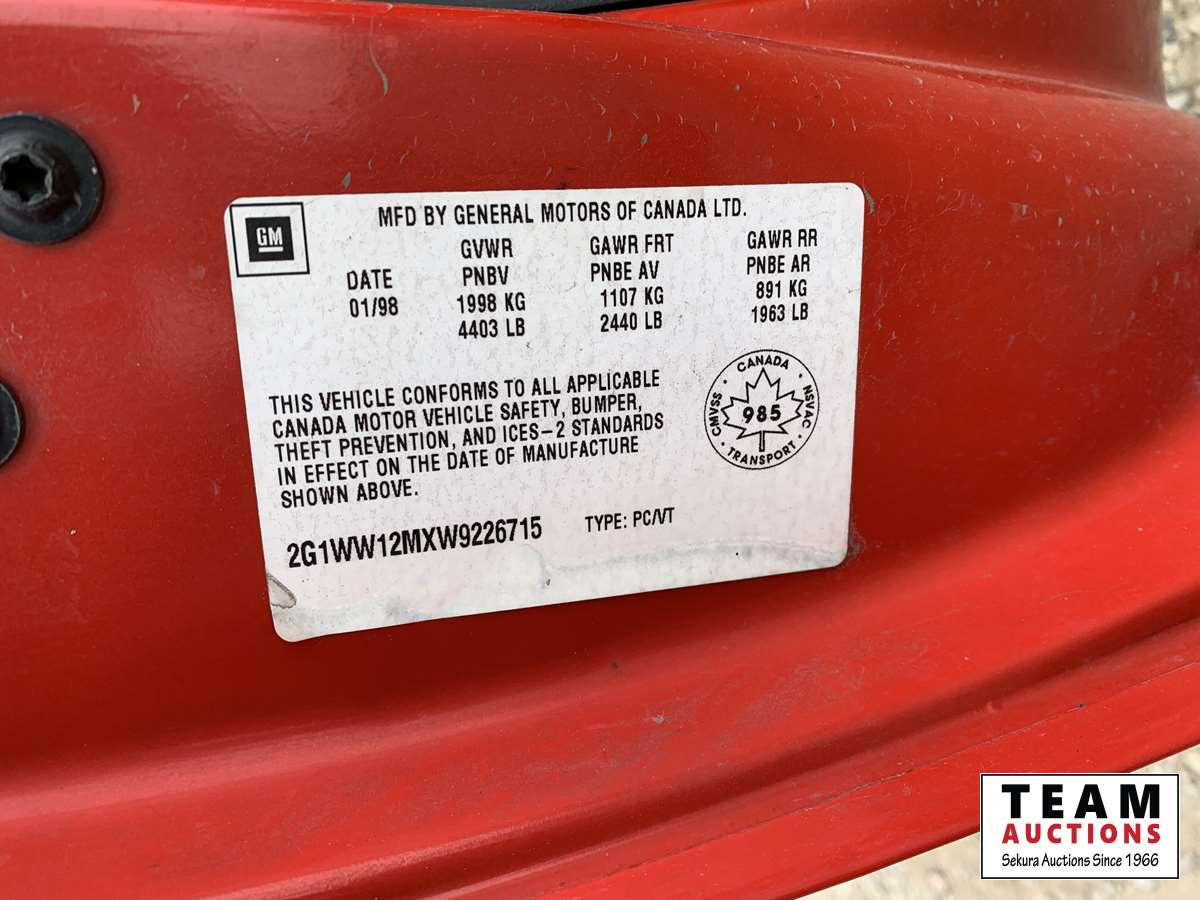 MFD BY GENERAL MOTORS OF CANADA LTD.
GM
GVWR GAWR FRT GAWR RR
DATE PNBV PNBE AV PNBE AR
01/98 1998 KG 1107 KG 891 KG
4403 LB 2440 LB 1963 LB
THIS VEHICLE CONFORMS TO ALL APPLICABLE
CANADA MOTOR VEHICLE SAFETY, BUMPER,
THEFT PREVENTION, AND ICES-2 STANDARDS
IN EFFECT ON THE DATE OF MANUFACTURE
SHOWN ABOVE.
CANADA · NSVAC · TRANSPORT · CMVSS ·
985
2G1WW12MXW9226715 TYPE: PC/VT
TEAM
AUCTIONS
Sekura Auctions Since 1966